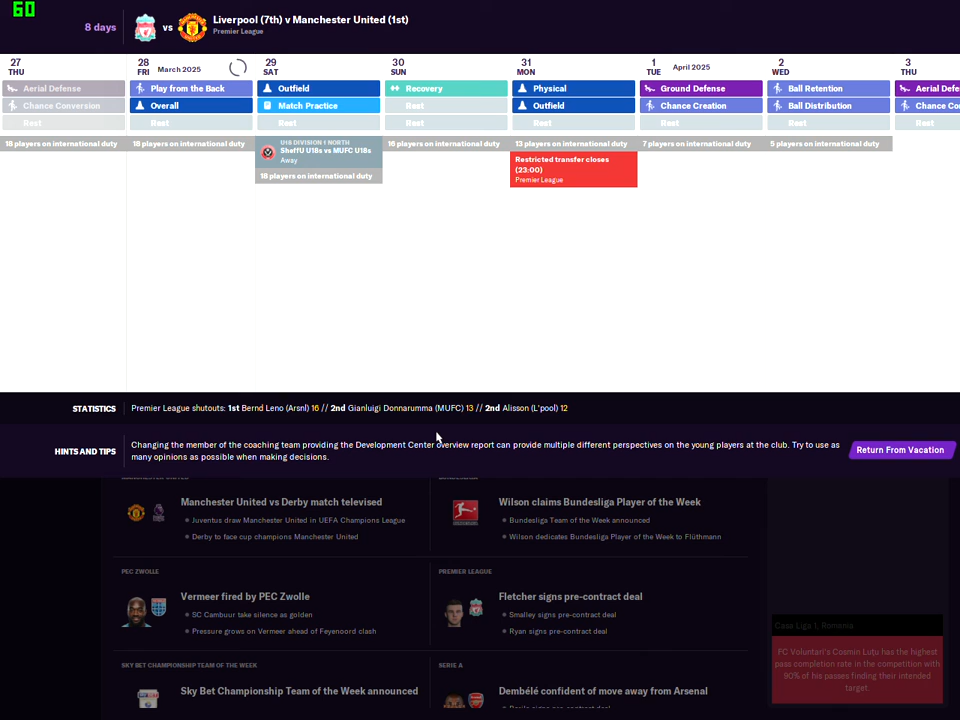 60
8 days
vs
Liverpool (7th) v Manchester United (1st)
Premier League
27
THU
28
FRI
March 2025
29
SAT
30
SUN
31
MON
1
TUE
April 2025
2
WED
3
THU
Aerial Defense
Play from the Back
Outfield
Recovery
Physical
Ground Defense
Ball Retention
Aerial Defe
Chance Conversion
Overall
Match Practice
Rest
Outfield
Chance Creation
Ball Distribution
Chance Co
Rest
Rest
Rest
Rest
Rest
Rest
Rest
18 players on international duty
18 players on international duty
U18 DIVISION 1 NORTH
SheffU U18s vs MUFC U18s
Away
18 players on international duty
16 players on international duty
13 players on international duty
Restricted transfer closes
(23:00)
Premier League
7 players on international duty
5 players on international duty
STATISTICS
Premier League shutouts: 1st Bernd Leno (Arsnl) 16 // 2nd Gianluigi Donnarumma (MUFC) 13 // 2nd Alisson (L'pool) 12
HINTS AND TIPS
Changing the member of the coaching team providing the Development Center overview report can provide multiple different perspectives on the young players at the club. Try to use as
many opinions as possible when making decisions.
Return From Vacation
Manchester United vs Derby match televised
Juventus draw Manchester United in UEFA Champions League
Derby to face cup champions Manchester United
Wilson claims Bundesliga Player of the Week
Bundesliga Team of the Week announced
Wilson dedicates Bundesliga Player of the Week to Flüthmann
PEC ZWOLLE
Vermeer fired by PEC Zwolle
SC Cambuur take silence as golden
Pressure grows on Vermeer ahead of Feyenoord clash
PREMIER LEAGUE
Fletcher signs pre-contract deal
Smalley signs pre-contract deal
Ryan signs pre-contract deal
SKY BET CHAMPIONSHIP TEAM OF THE WEEK
Sky Bet Championship Team of the Week announced
SERIE A
Dembélé confident of move away from Arsenal
Casa Liga 1, Romania
FC Voluntari's Cosmin Luțu has the highest
pass completion rate in the competition with
90% of his passes finding their intended
target.